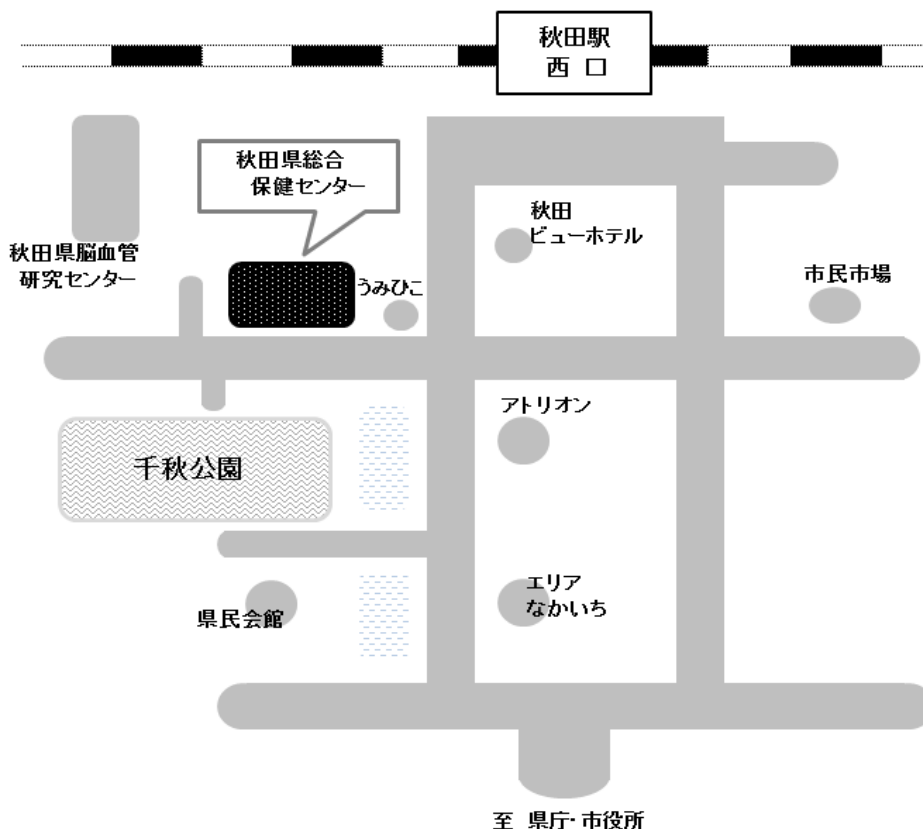 秋田駅
西 口
秋田県総合
保健センター
秋田
ビューホテル
秋田県脳血管
研究センター
うみひこ
市民市場
アトリオン
千秋公園
エリア
なかいち
県民会館
至 県庁・市役所